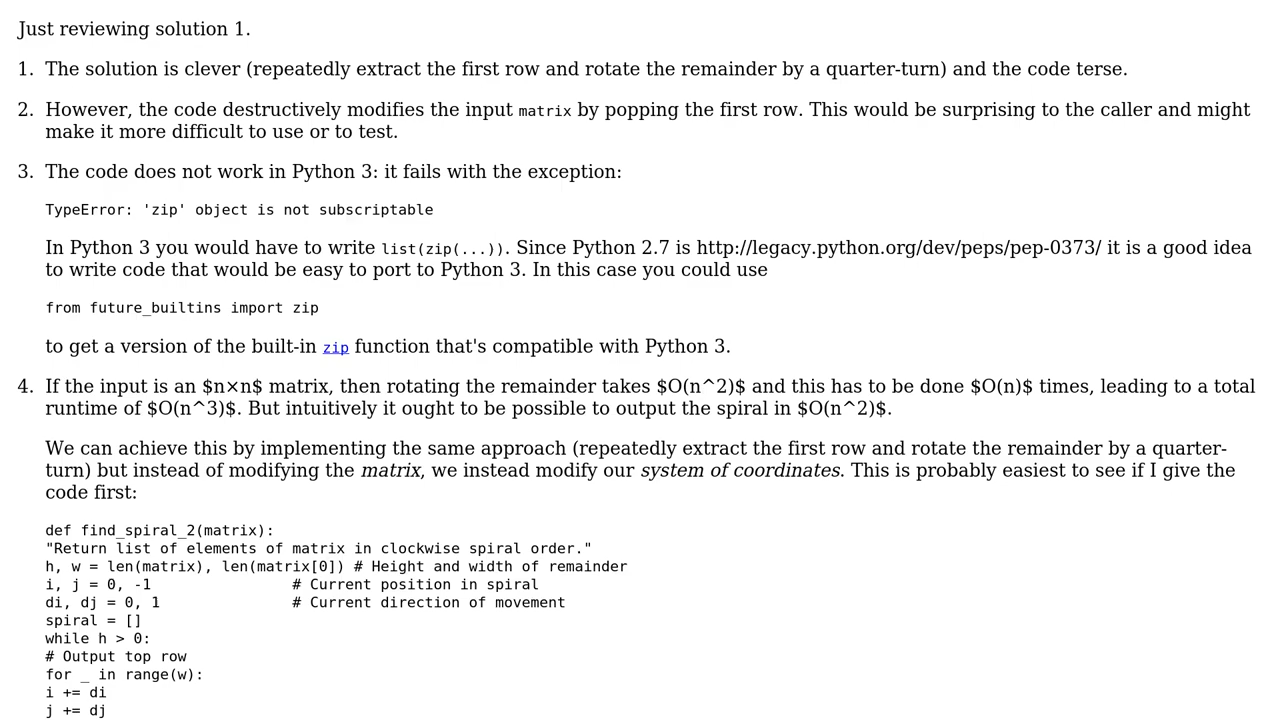 Just reviewing solution 1.
1. The solution is clever (repeatedly extract the first row and rotate the remainder by a quarter-turn) and the code terse.
2. However, the code destructively modifies the input matrix by popping the first row. This would be surprising to the caller and might
make it more difficult to use or to test.
3. The code does not work in Python 3: it fails with the exception:
TypeError: 'zip' object is not subscriptable
In Python 3 you would have to write list(zip(...)). Since Python 2.7 is http://legacy.python.org/dev/peps/pep-0373/ it is a good idea
to write code that would be easy to port to Python 3. In this case you could use
from future_builtins import zip
to get a version of the built-in zip function that's compatible with Python 3.
4. If the input is an $n×n$ matrix, then rotating the remainder takes $O(n^2)$ and this has to be done $O(n)$ times, leading to a total
runtime of $O(n^3)$. But intuitively it ought to be possible to output the spiral in $O(n^2)$.
We can achieve this by implementing the same approach (repeatedly extract the first row and rotate the remainder by a quarter-
turn) but instead of modifying the matrix, we instead modify our system of coordinates. This is probably easiest to see if I give the
code first:
def find_spiral_2(matrix):
"Return list of elements of matrix in clockwise spiral order."
h, w = len(matrix), len(matrix[0]) # Height and width of remainder
i, j = 0, -1                # Current position in spiral
di, dj = 0, 1               # Current direction of movement
spiral = []
while h > 0:
# Output top row
for _ in range(w):
i += di
j += dj